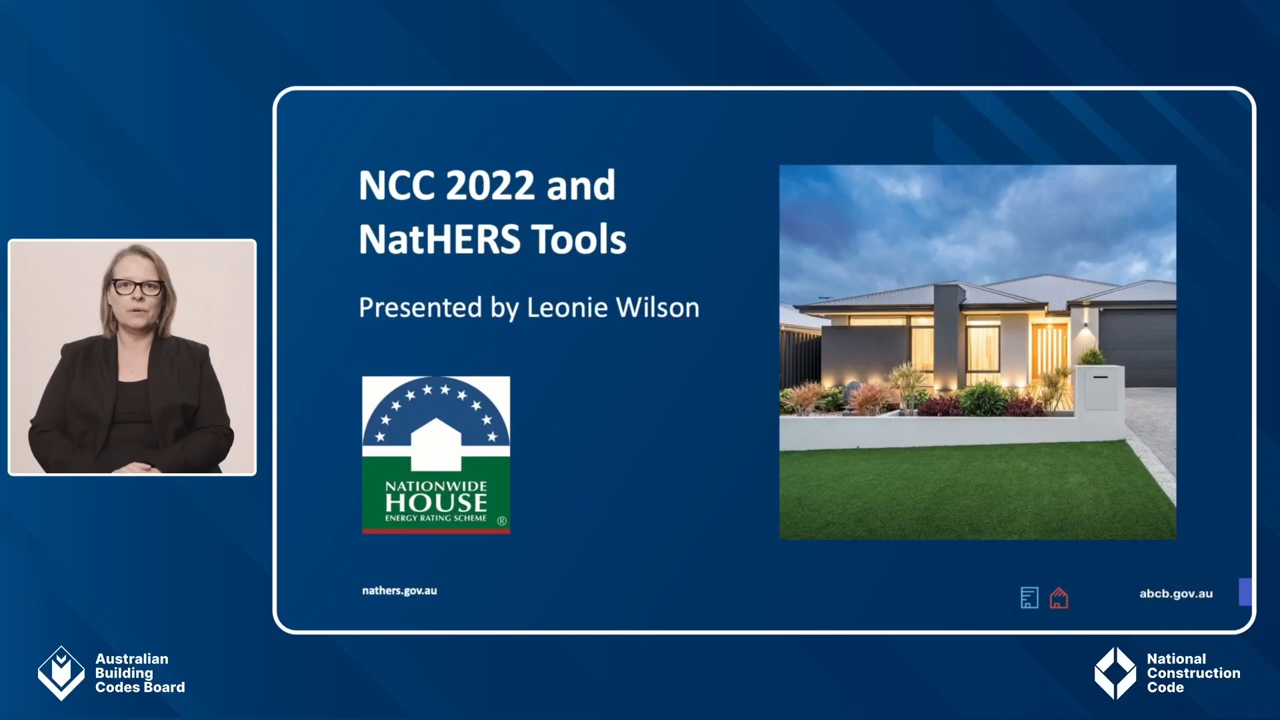 NCC 2022 and
NatHERS Tools
Presented by Leonie Wilson
NATIONWIDE
HOUSE
ENERGY RATING SCHEME
®
nathers.gov.au
abcb.gov.au
Australian
Building
Codes Board
National
Construction
Code